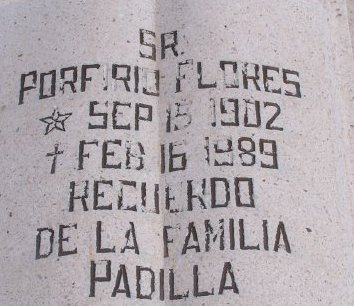 SR.
PORFIRIO FLORES
☆ SEP 15 1902
† FEB 16 1989
RECUERDO
DE LA FAMILIA
PADILLA